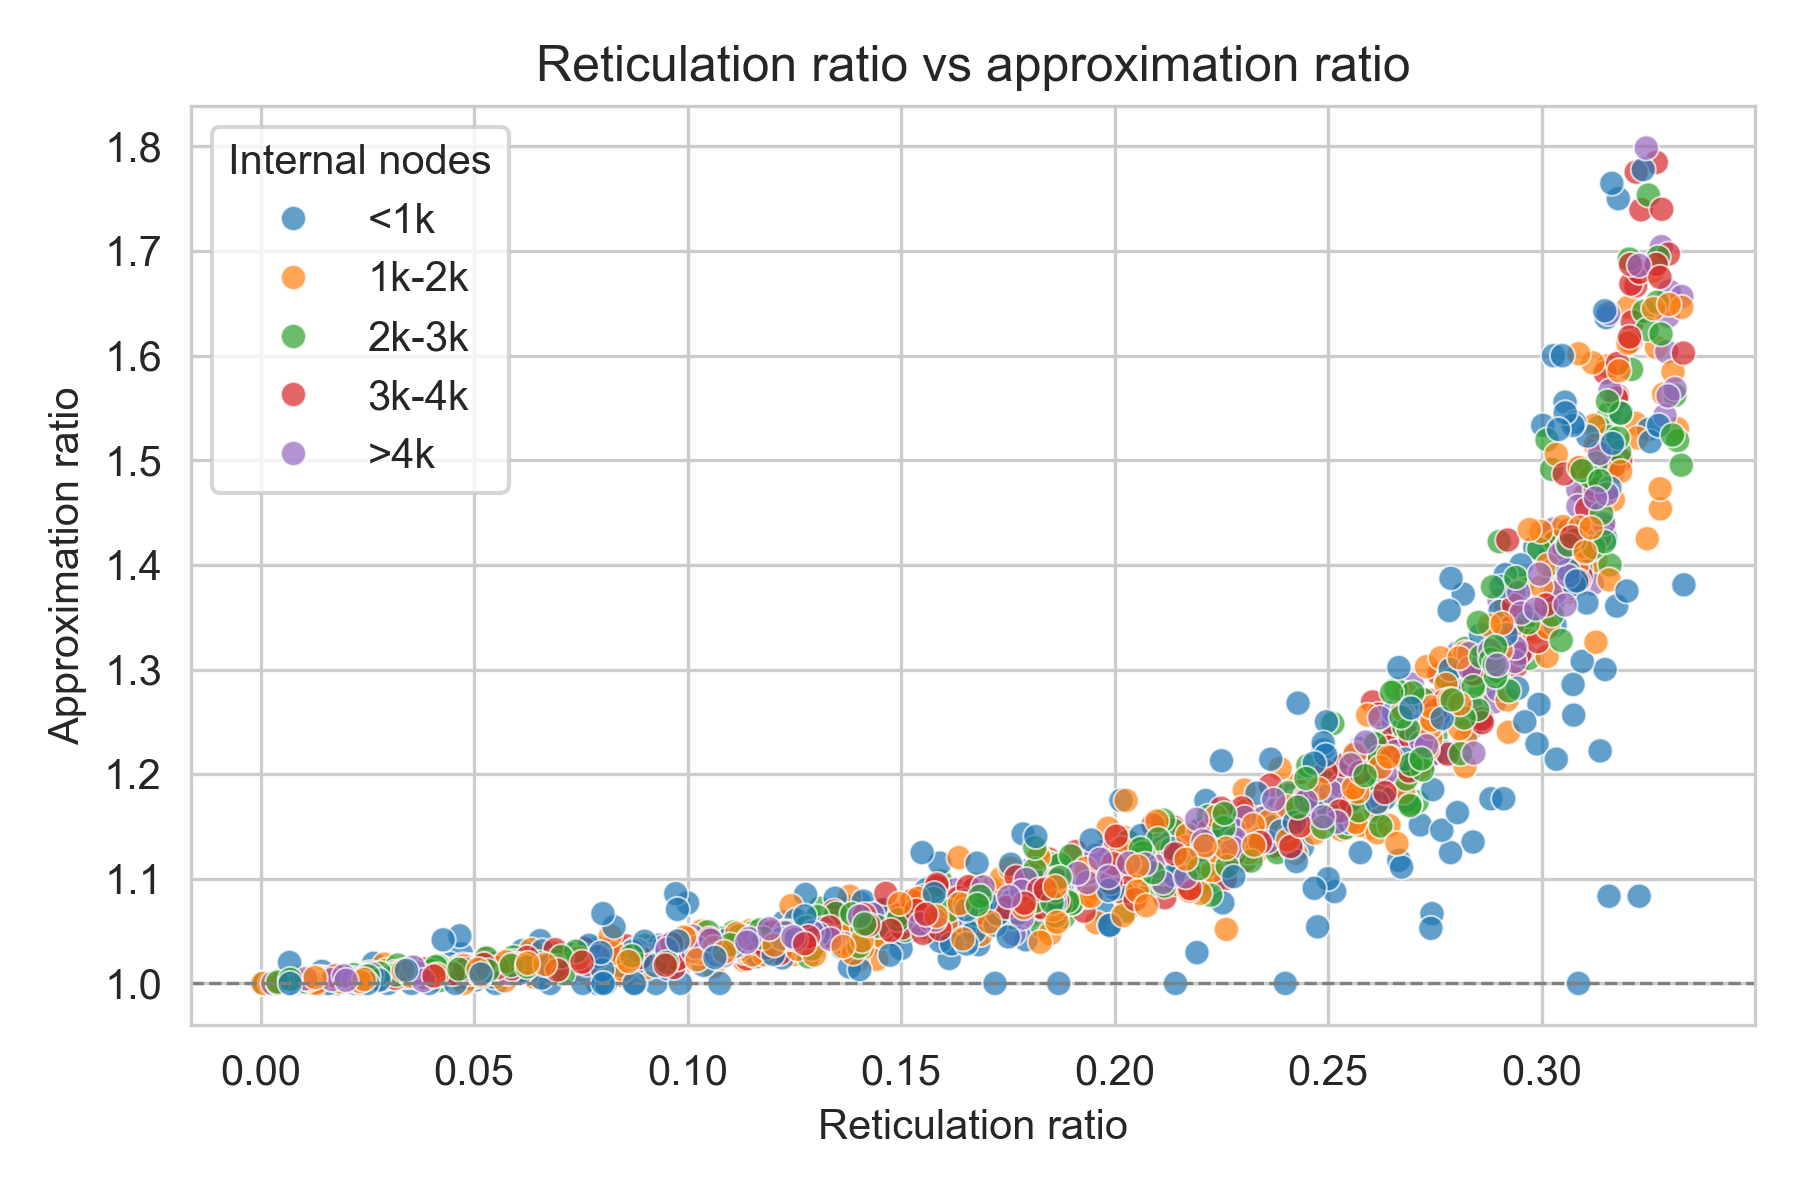 Reticulation ratio vs approximation ratio
Internal nodes
<1k
1k-2k
2k-3k
3k-4k
>4k
Approximation ratio
1.8
1.7
1.6
1.5
1.4
1.3
1.2
1.1
1.0
0.00 0.05 0.10 0.15 0.20 0.25 0.30
Reticulation ratio